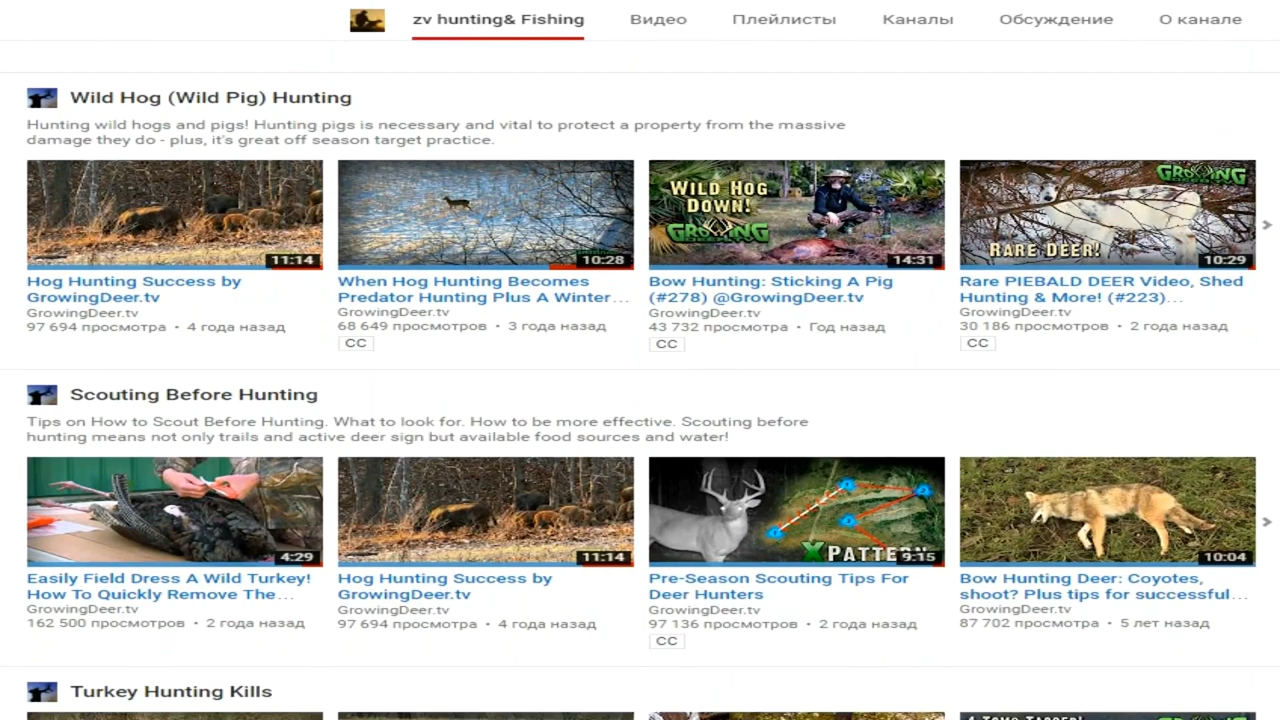 zv hunting& Fishing Видео Плейлисты Каналы Обсуждение О канале
Wild Hog (Wild Pig) Hunting
Hunting wild hogs and pigs! Hunting pigs is necessary and vital to protect a property from the massive
damage they do - plus, it's great off season target practice.
11:14
10:28
WILD HOG
DOWN!
GROWING
14:31
GROWING
RARE DEER!
10:29
Hog Hunting Success by
GrowingDeer.tv
GrowingDeer.tv
97 694 просмотра • 4 года назад
When Hog Hunting Becomes
Predator Hunting Plus A Winter...
GrowingDeer.tv
68 649 просмотров • 3 года назад
CC
Bow Hunting: Sticking A Pig
(#278) @GrowingDeer.tv
GrowingDeer.tv
43 732 просмотра • Год назад
CC
Rare PIEBALD DEER Video, Shed
Hunting & More! (#223)...
GrowingDeer.tv
30 186 просмотров • 2 года назад
CC
Scouting Before Hunting
Tips on How to Scout Before Hunting. What to look for. How to be more effective. Scouting before
hunting means not only trails and active deer sign but available food sources and water!
4:29
11:14
X PATTERN
9:15
10:04
Easily Field Dress A Wild Turkey!
How To Quickly Remove The...
GrowingDeer.tv
162 500 просмотров • 2 года назад
Hog Hunting Success by
GrowingDeer.tv
GrowingDeer.tv
97 694 просмотра • 4 года назад
Pre-Season Scouting Tips For
Deer Hunters
GrowingDeer.tv
97 136 просмотров • 2 года назад
CC
Bow Hunting Deer: Coyotes,
shoot? Plus tips for successful...
GrowingDeer.tv
87 702 просмотра • 5 лет назад
Turkey Hunting Kills